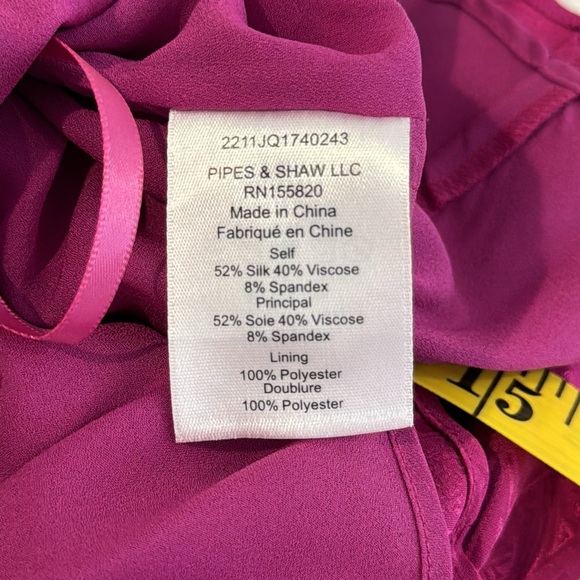 2211JQ1740243
PIPES & SHAW LLC
RN155820
Made in China
Fabriqué en Chine
Self
52% Silk 40% Viscose
8% Spandex
Principal
52% Soie 40% Viscose
8% Spandex
Lining
100% Polyester
Doublure
100% Polyester
15